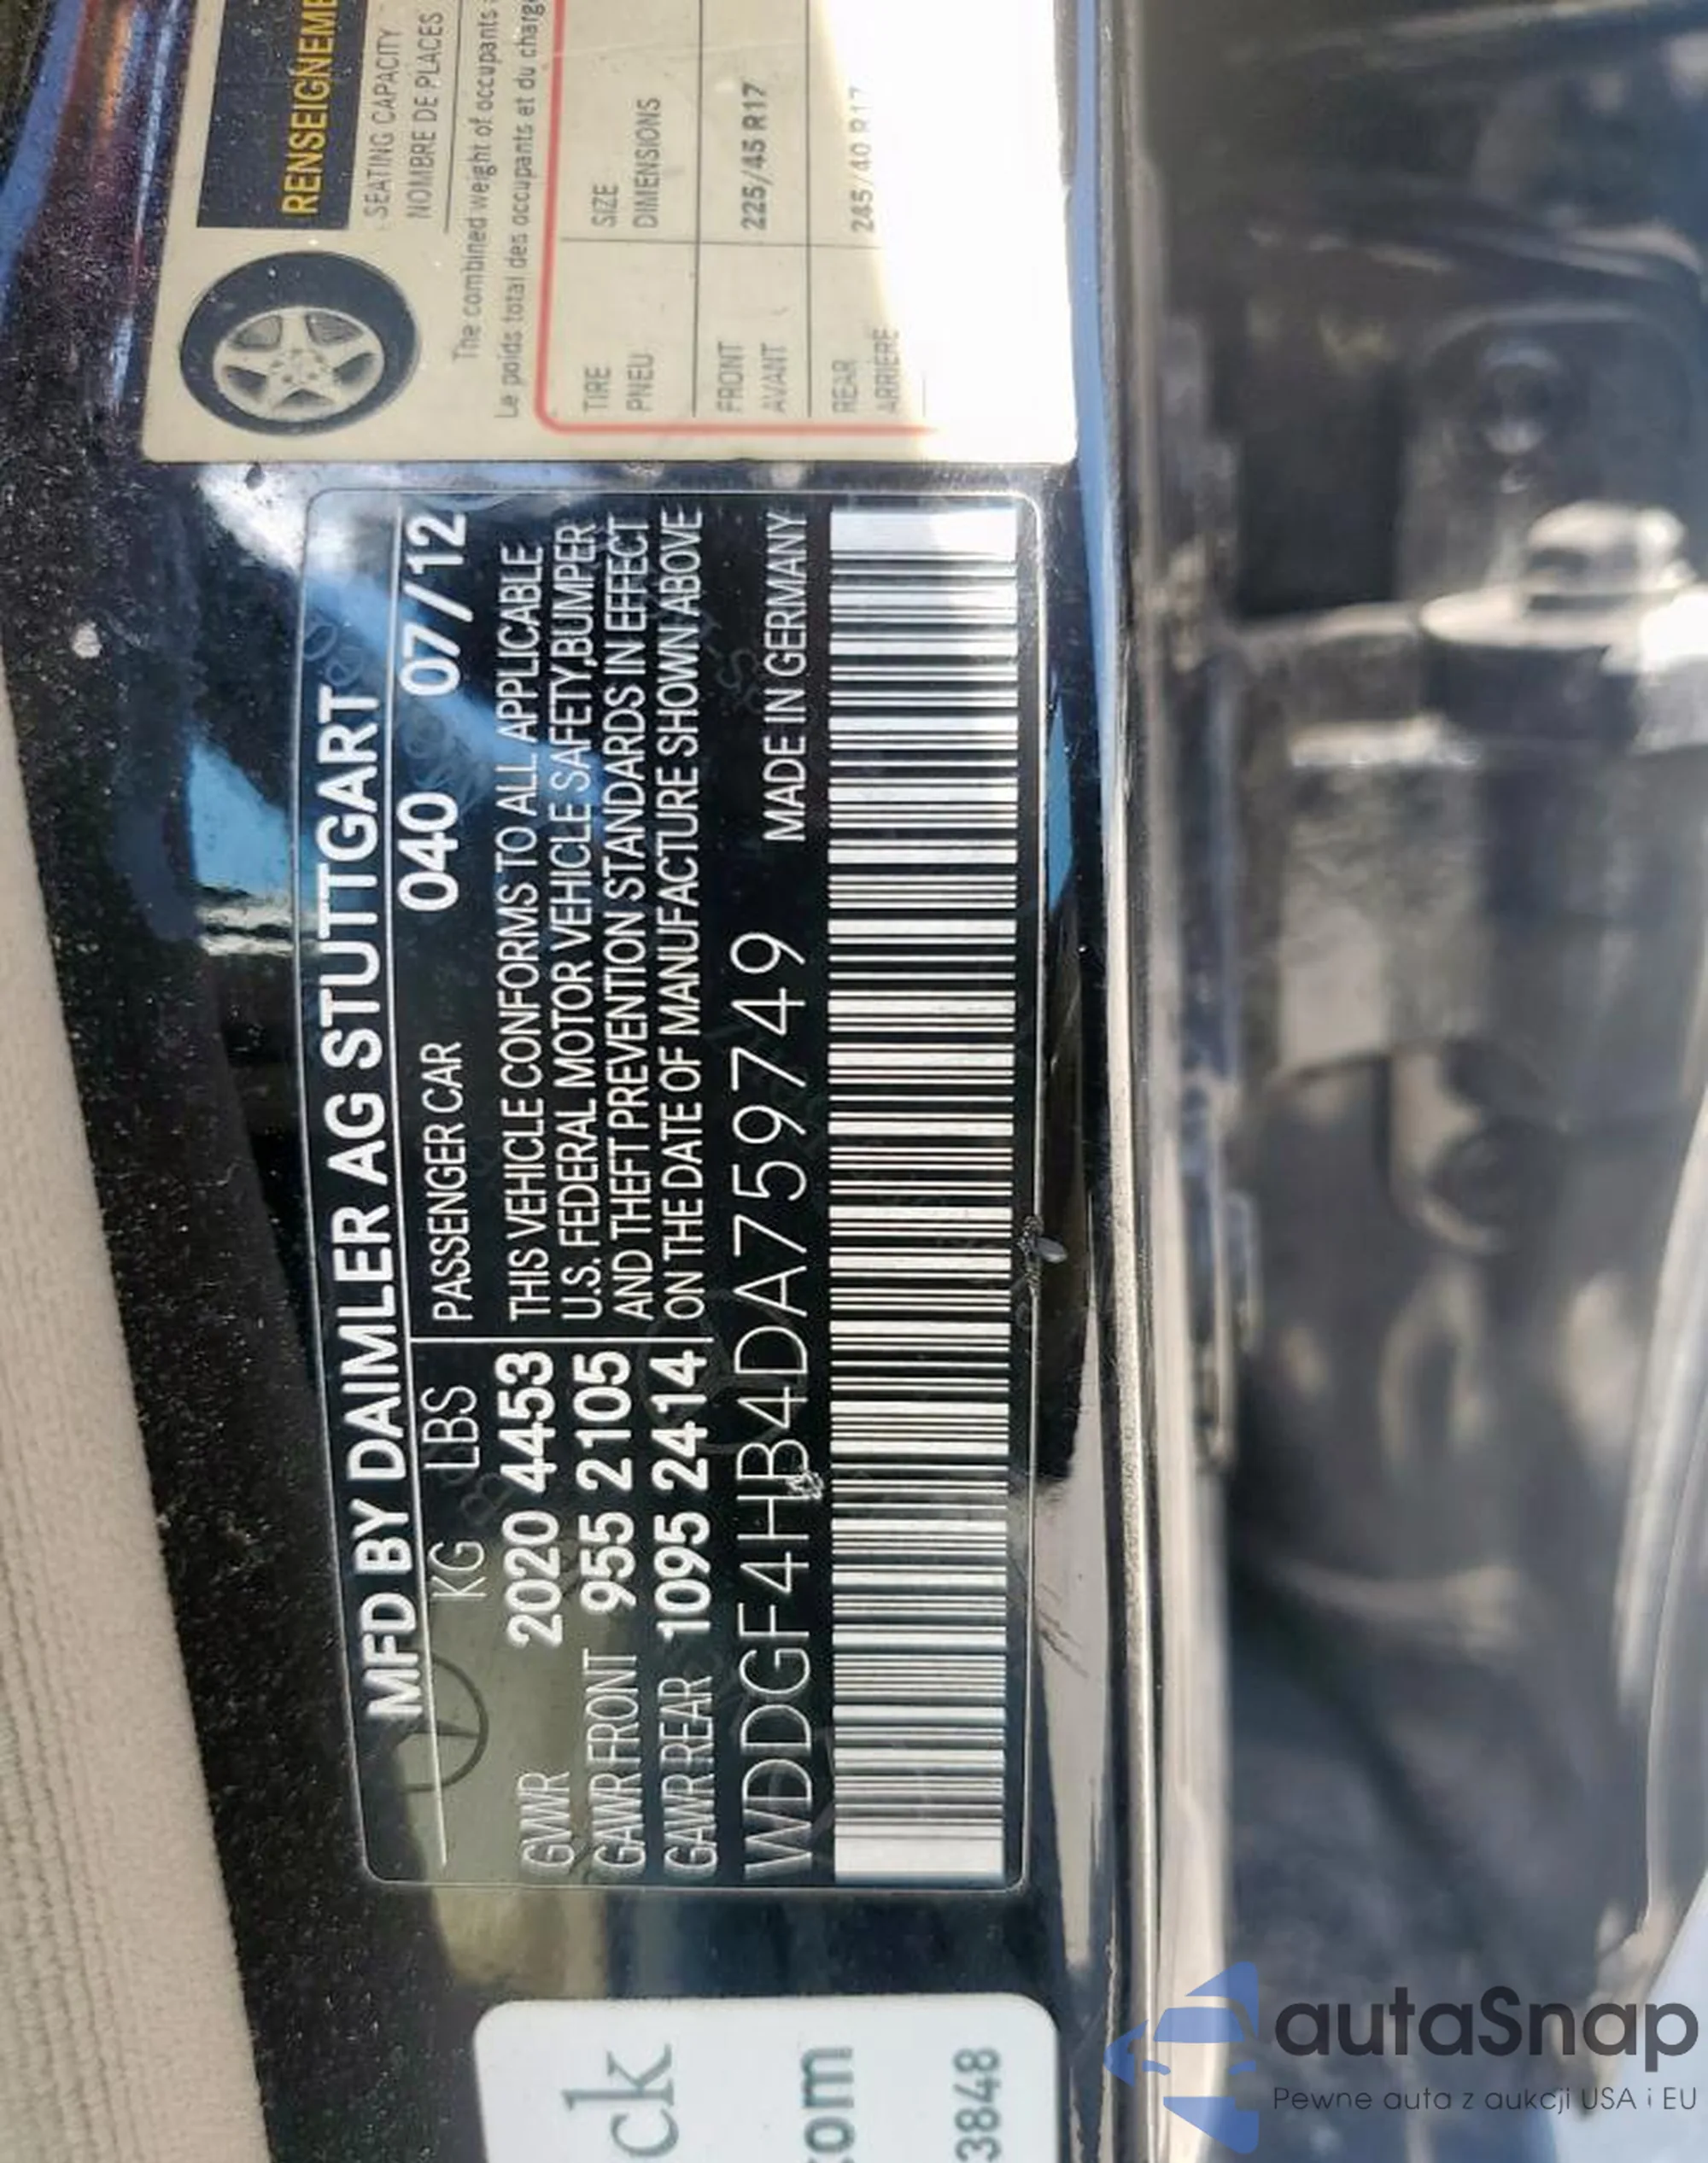 MFD BY DAIMLER AG STUTTGART
KG LBS PASSENGER CAR 040 07/12
GVWR 2020 4453 THIS VEHICLE CONFORMS TO ALL APPLICABLE
GAWR FRONT 955 2105 U.S. FEDERAL MOTOR VEHICLE SAFETY,BUMPER
GAWR REAR 1095 2414 AND THEFT PREVENTION STANDARDS IN EFFECT
ON THE DATE OF MANUFACTURE SHOWN ABOVE
WDDGF4HB4DA759749 MADE IN GERMANY
SEATING CAPACITY
NOMBRE DE PLACES
The combined weight of occupants
Le poids total des occupants et du
TIRE SIZE
PNEU DIMENSIONS
FRONT 225/45 R17
AVANT
REAR 245/40 R17
ARRIÈRE
ck
com
3848
autaSnap
Pewne auta z aukcji USA i EU